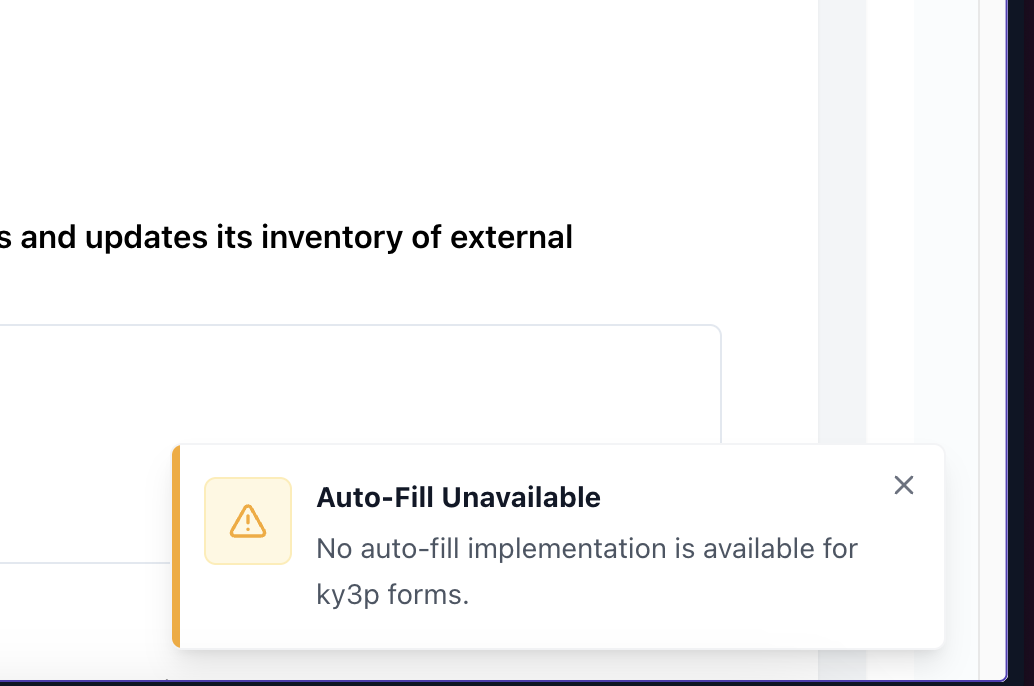 s and updates its inventory of external
Auto-Fill Unavailable
No auto-fill implementation is available for
ky3p forms.